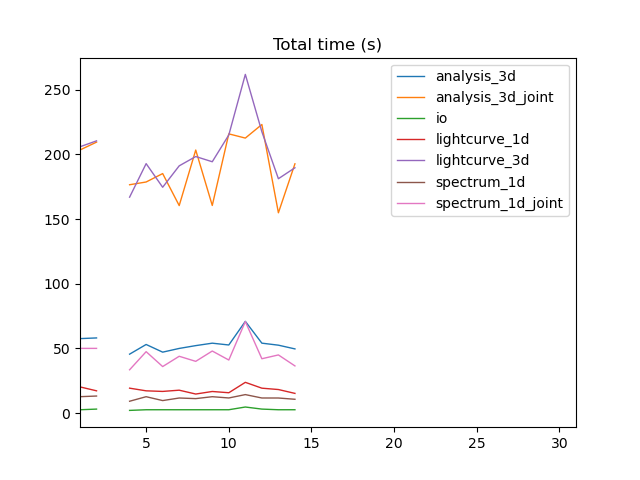 Total time (s)
250
200
150
100
50
0
5 10 15 20 25 30
analysis_3d
analysis_3d_joint
io
lightcurve_1d
lightcurve_3d
spectrum_1d
spectrum_1d_joint